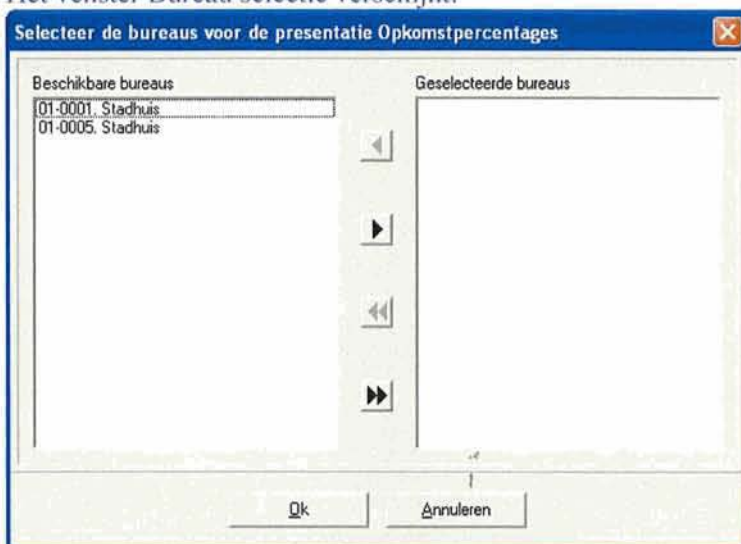 Het venster Bureau selectie verschijnt:
Selecteer de bureaus voor de presentatie Opkomstpercentages
Beschikbare bureaus
Geselecteerde bureaus
01-0001, Stadhuis
01-0005, Stadhuis
Ok
Annuleren